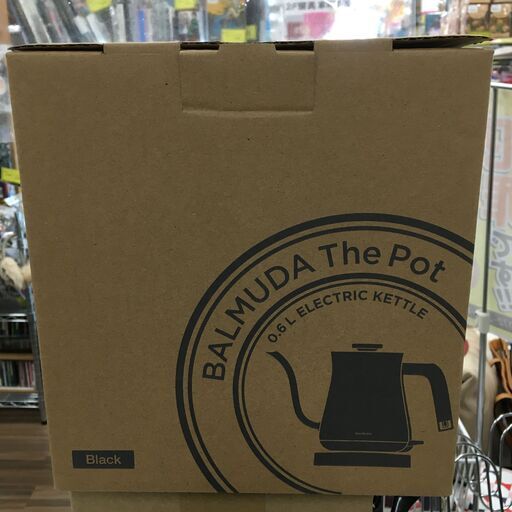 BALMUDA The Pot
0.6 L ELECTRIC KETTLE
Black